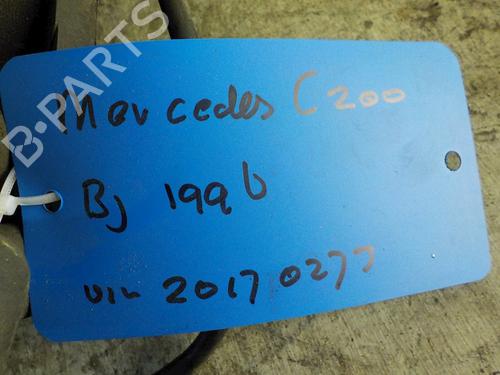 B-PARTS
Mercedes C200
Bj 1996
Vin 20170277